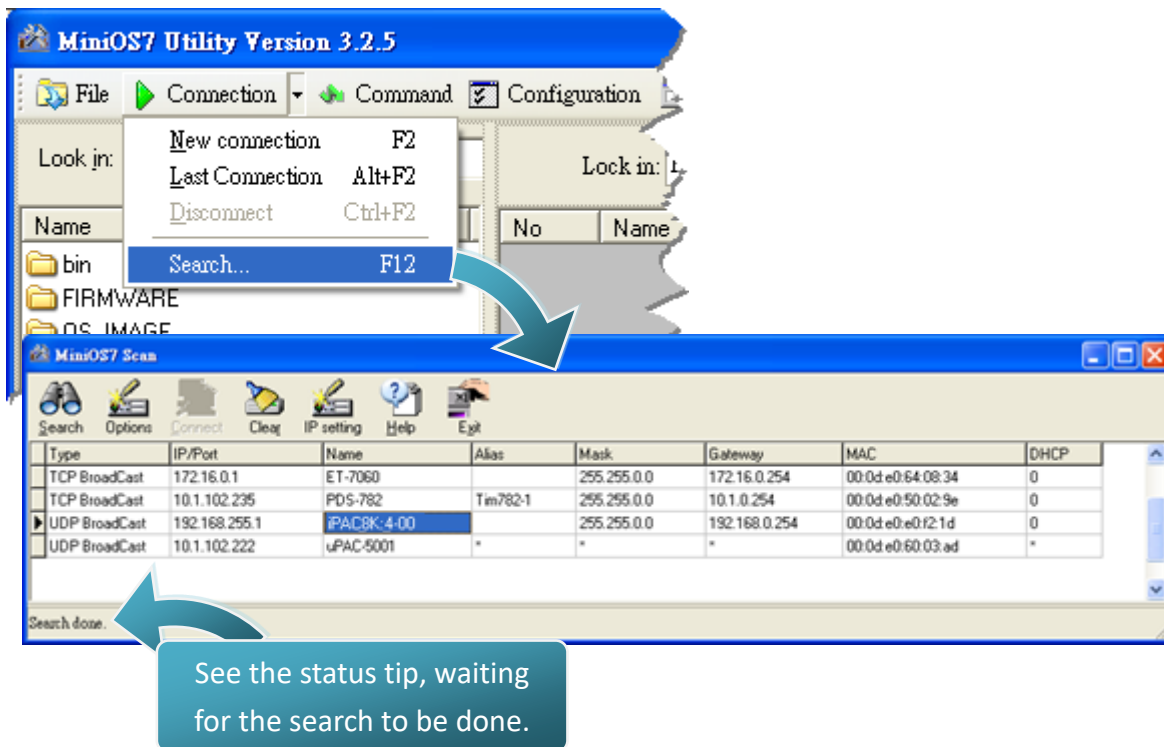 MiniOS7 Utility Version 3.2.5
File Connection Command Configuration
New connection F2
Last Connection Alt+F2
Disconnect Ctrl+F2
Search... F12
Look in: Lock in:
Name No Name
bin
FIRMWARE
OS_IMAGE
MiniOS7 Scan
Search Options Connect Clear IP setting Help Exit
Type IP/Port Name Alias Mask Gateway MAC DHCP
TCP BroadCast 172.16.0.1 ET-7060 255.255.0.0 172.16.0.254 00:0d:e0:64:08:34 0
TCP BroadCast 10.1.102.235 PDS-782 Tim782-1 255.255.0.0 10.1.0.254 00:0d:e0:50:02:9e 0
UDP BroadCast 192.168.255.1 iPAC8K:4-00 255.255.0.0 192.168.0.254 00:0d:e0:e0:f2:1d 0
UDP BroadCast 10.1.102.222 uPAC-5001 * * * 00:0d:e0:60:03:ad *
Search done.
See the status tip, waiting
for the search to be done.